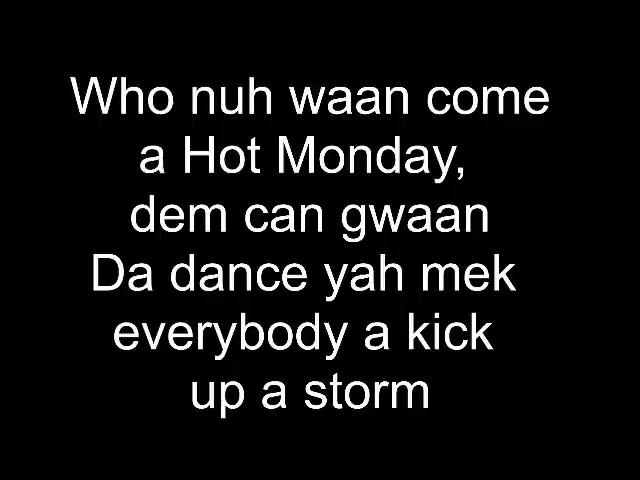 Who nuh waan come
a Hot Monday,
dem can gwaan
Da dance yah mek
everybody a kick
up a storm